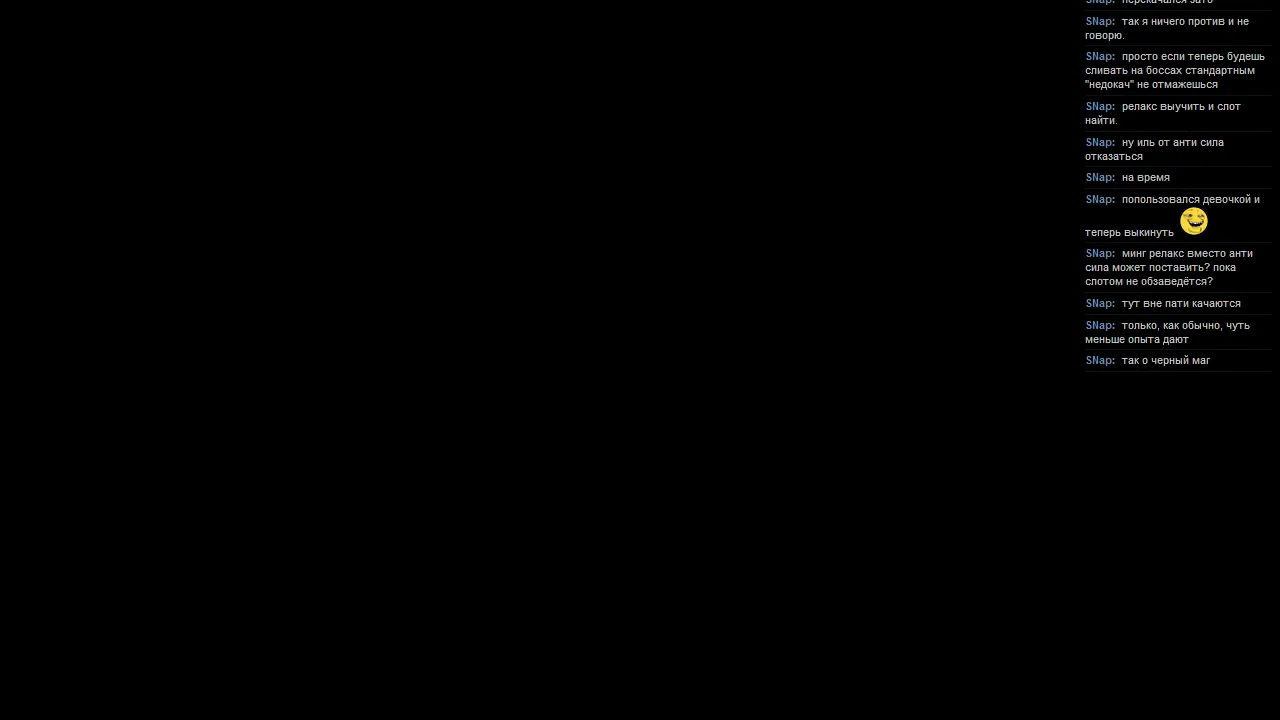 SNap: перекачался зато
SNap: так я ничего против и не
говорю.
SNap: просто если теперь будешь
сливать на боссах стандартным
"недокач" не отмажешься
SNap: релакс выучить и слот
найти.
SNap: ну иль от анти сила
отказаться
SNap: на время
SNap: попользовался девочкой и
теперь выкинуть
SNap: минг релакс вместо анти
сила может поставить? пока
слотом не обзаведётся?
SNap: тут вне пати качаются
SNap: только, как обычно, чуть
меньше опыта дают
SNap: так о черный маг